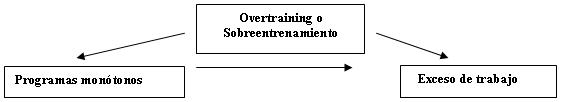 Overtraining o
Sobreentrenamiento
Programas monótonos
Exceso de trabajo